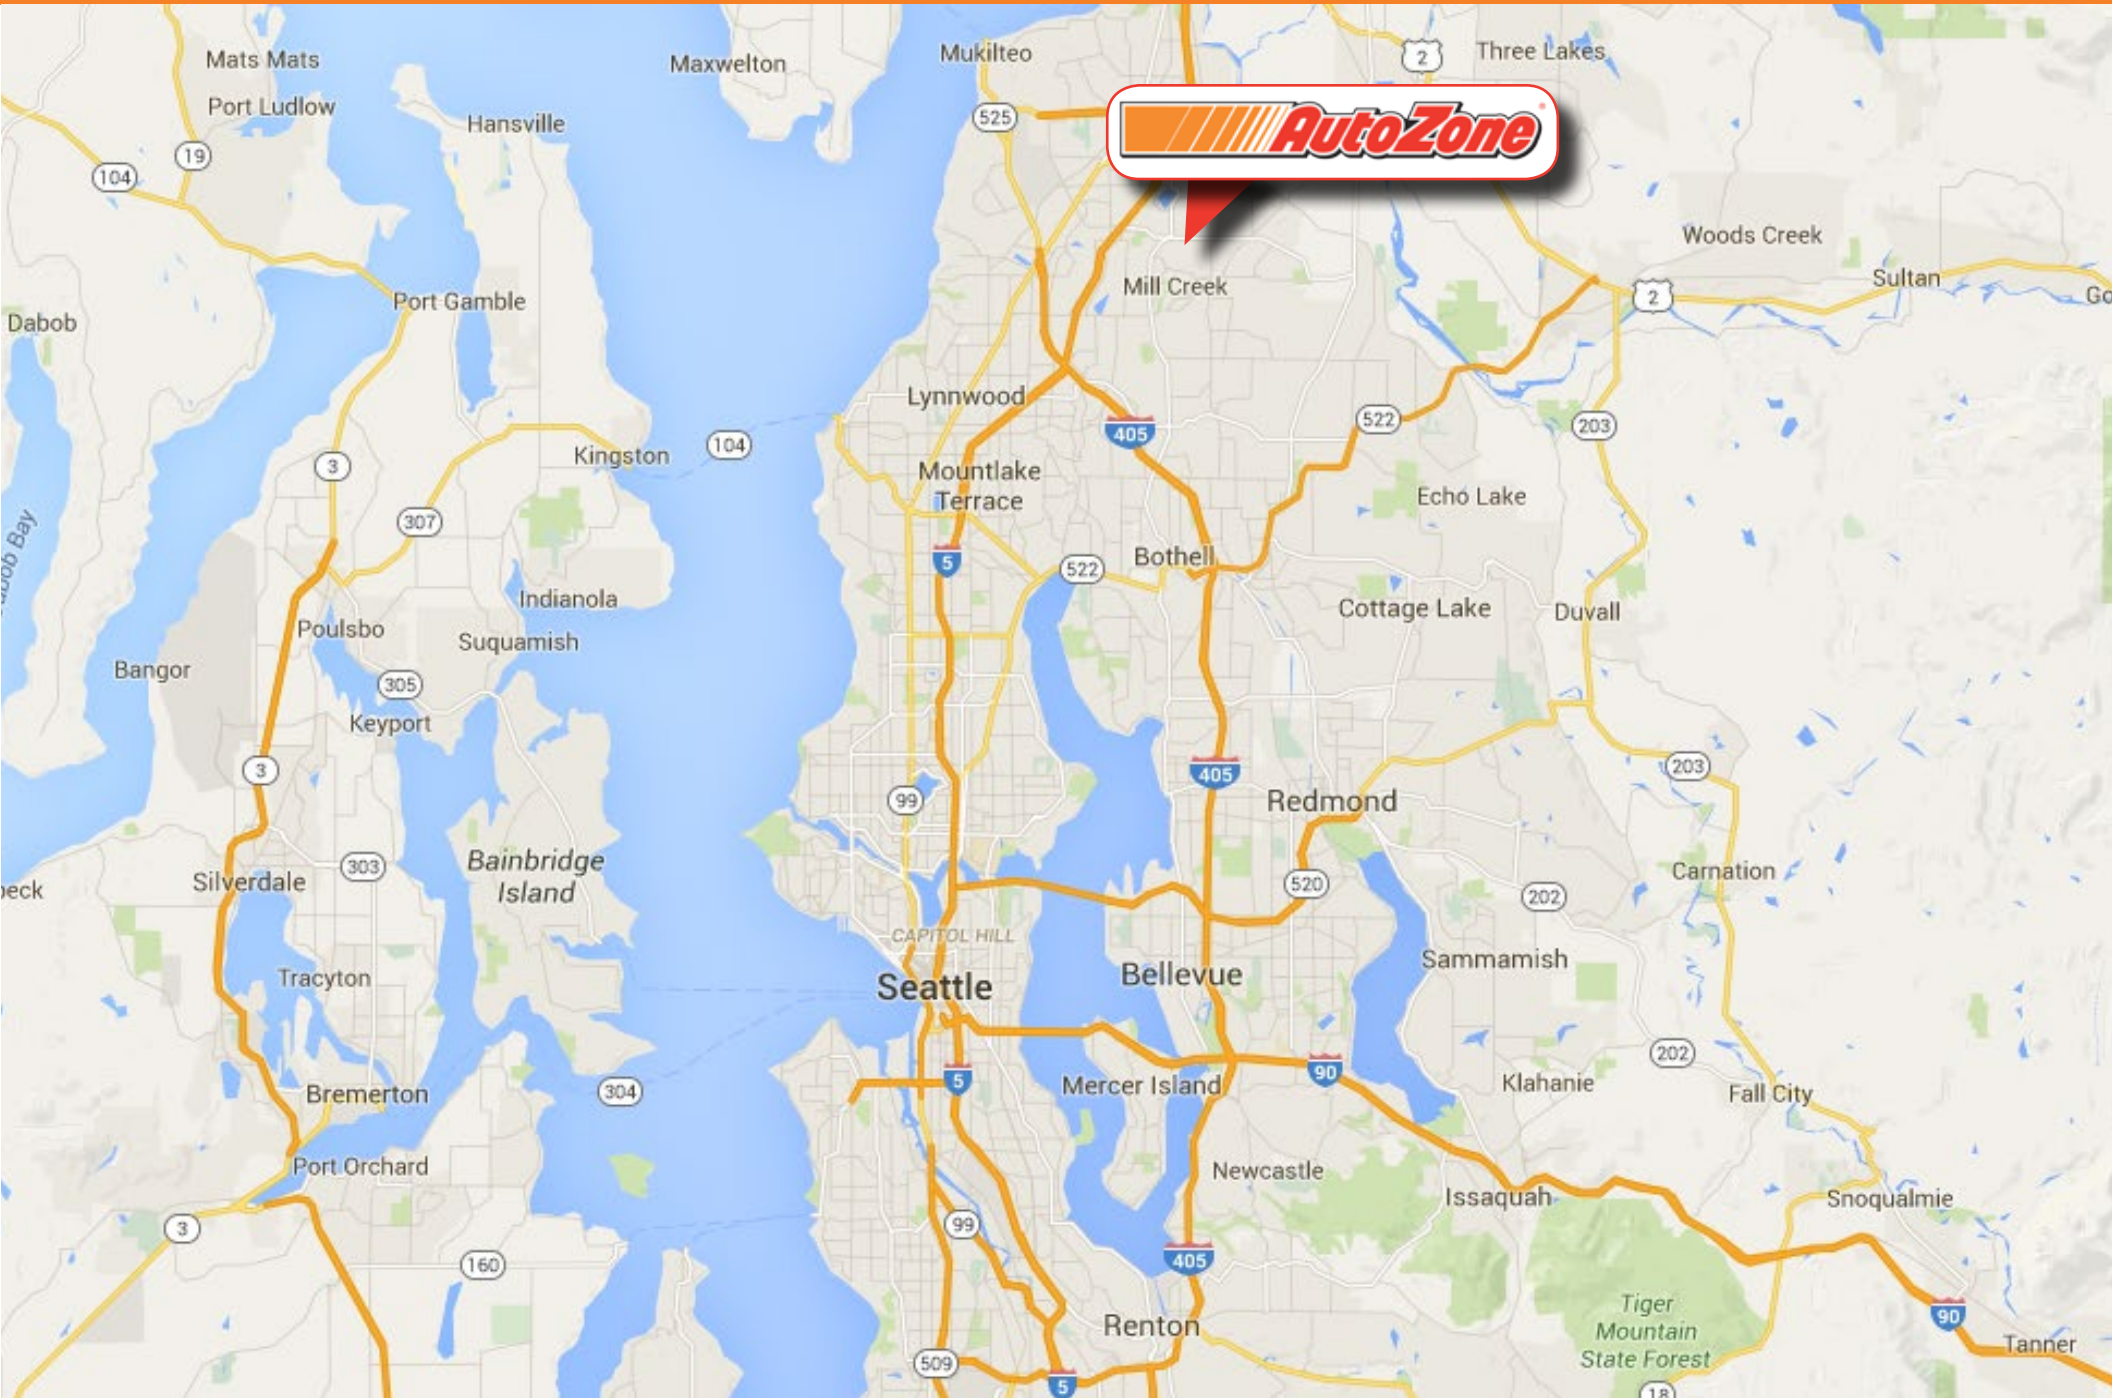 Mats Mats
Port Ludlow
Maxwelton
Mukilteo
2
Three Lakes
Hansville
525
AutoZone
19
104
Woods Creek
Sultan
2
Go
Mill Creek
Port Gamble
Dabob
Lynnwood
405
522
203
104
Kingston
3
Mountlake
Terrace
Echo Lake
307
5
Bothell
522
Indianola
Cottage Lake
Duvall
Poulsbo
Suquamish
Bangor
305
Keyport
3
405
203
99
Redmond
303
Bainbridge
Island
Silverdale
520
202
Carnation
eck
CAPITOL HILL
Seattle
Bellevue
Sammamish
Tracyton
202
5
Mercer Island
90
Klahanie
Fall City
Bremerton
304
Port Orchard
Newcastle
Issaquah
Snoqualmie
3
99
160
405
Renton
Tiger
Mountain
State Forest
90
Tanner
509
5
18